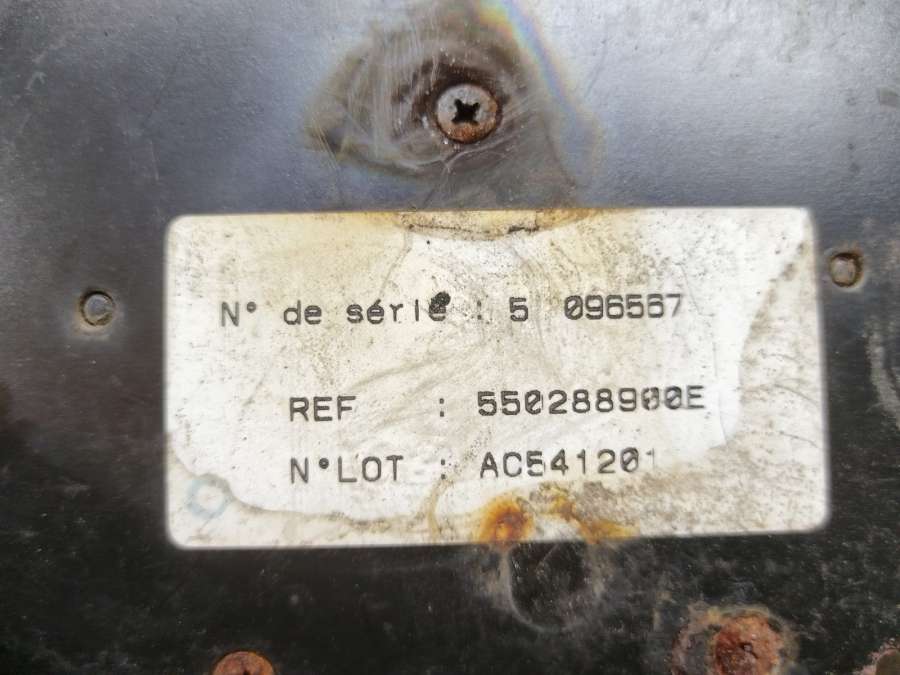 N° de série : 5 096567
REF : 550288900E
N°LOT : AC541201